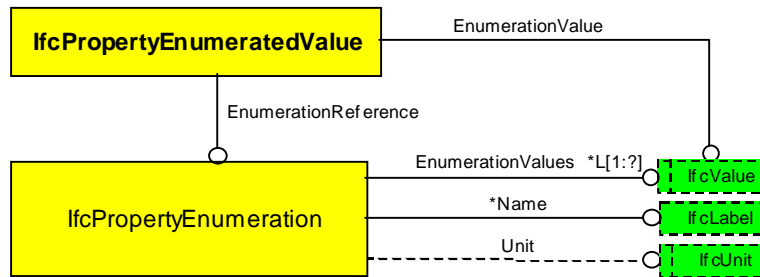 IfcPropertyEnumeratedValue
EnumerationValue
EnumerationReference
EnumerationValues *L[1:?]
IfcValue
IfcPropertyEnumeration
*Name
IfcLabel
Unit
IfcUnit